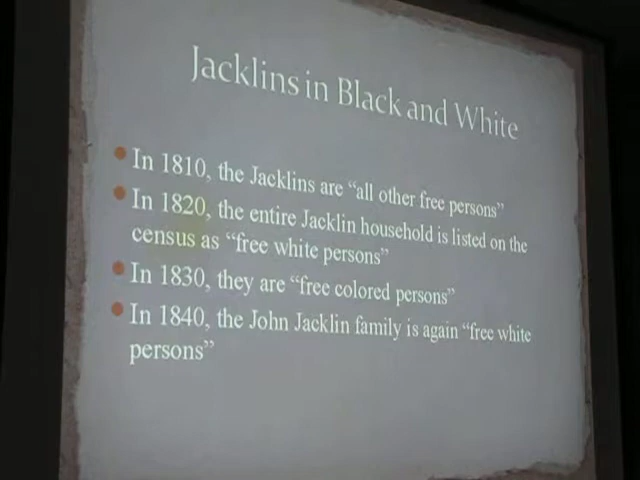 Jacklins in Black and White
In 1810, the Jacklins are “all other free persons”
In 1820, the entire Jacklin household is listed on the
census as “free white persons”
In 1830, they are “free colored persons”
In 1840, the John Jacklin family is again “free white
persons”